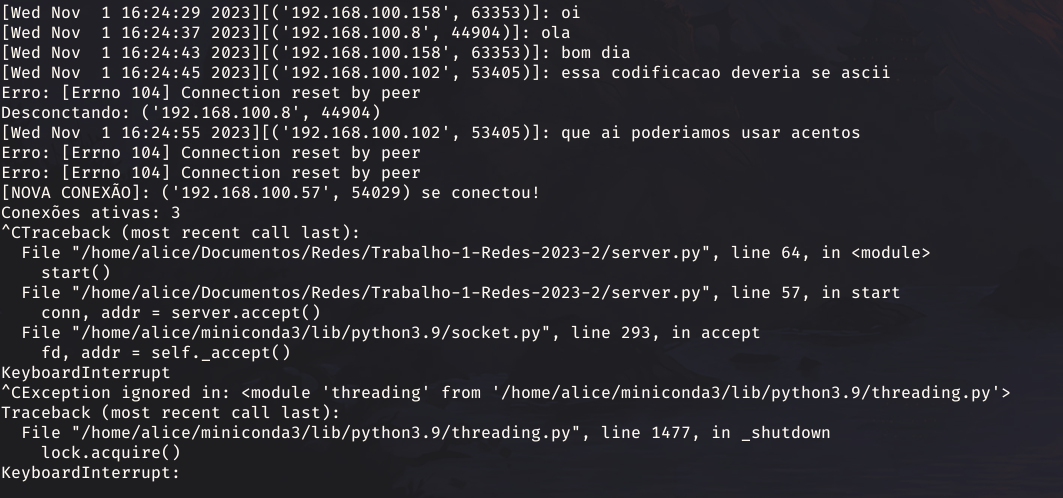 [Wed Nov  1 16:24:29 2023][('192.168.100.158', 63353)]: oi
[Wed Nov  1 16:24:37 2023][('192.168.100.8', 44904)]: ola
[Wed Nov  1 16:24:43 2023][('192.168.100.158', 63353)]: bom dia
[Wed Nov  1 16:24:45 2023][('192.168.100.102', 53405)]: essa codificacao deveria se ascii
Erro: [Errno 104] Connection reset by peer
Desconctando: ('192.168.100.8', 44904)
[Wed Nov  1 16:24:55 2023][('192.168.100.102', 53405)]: que ai poderiamos usar acentos
Erro: [Errno 104] Connection reset by peer
Erro: [Errno 104] Connection reset by peer
[NOVA CONEXÃO]: ('192.168.100.57', 54029) se conectou!
Conexões ativas: 3
^CTraceback (most recent call last):
  File "/home/alice/Documentos/Redes/Trabalho-1-Redes-2023-2/server.py", line 64, in <module>
    start()
  File "/home/alice/Documentos/Redes/Trabalho-1-Redes-2023-2/server.py", line 57, in start
    conn, addr = server.accept()
  File "/home/alice/miniconda3/lib/python3.9/socket.py", line 293, in accept
    fd, addr = self._accept()
KeyboardInterrupt
^CException ignored in: <module 'threading' from '/home/alice/miniconda3/lib/python3.9/threading.py'>
Traceback (most recent call last):
  File "/home/alice/miniconda3/lib/python3.9/threading.py", line 1477, in _shutdown
    lock.acquire()
KeyboardInterrupt: